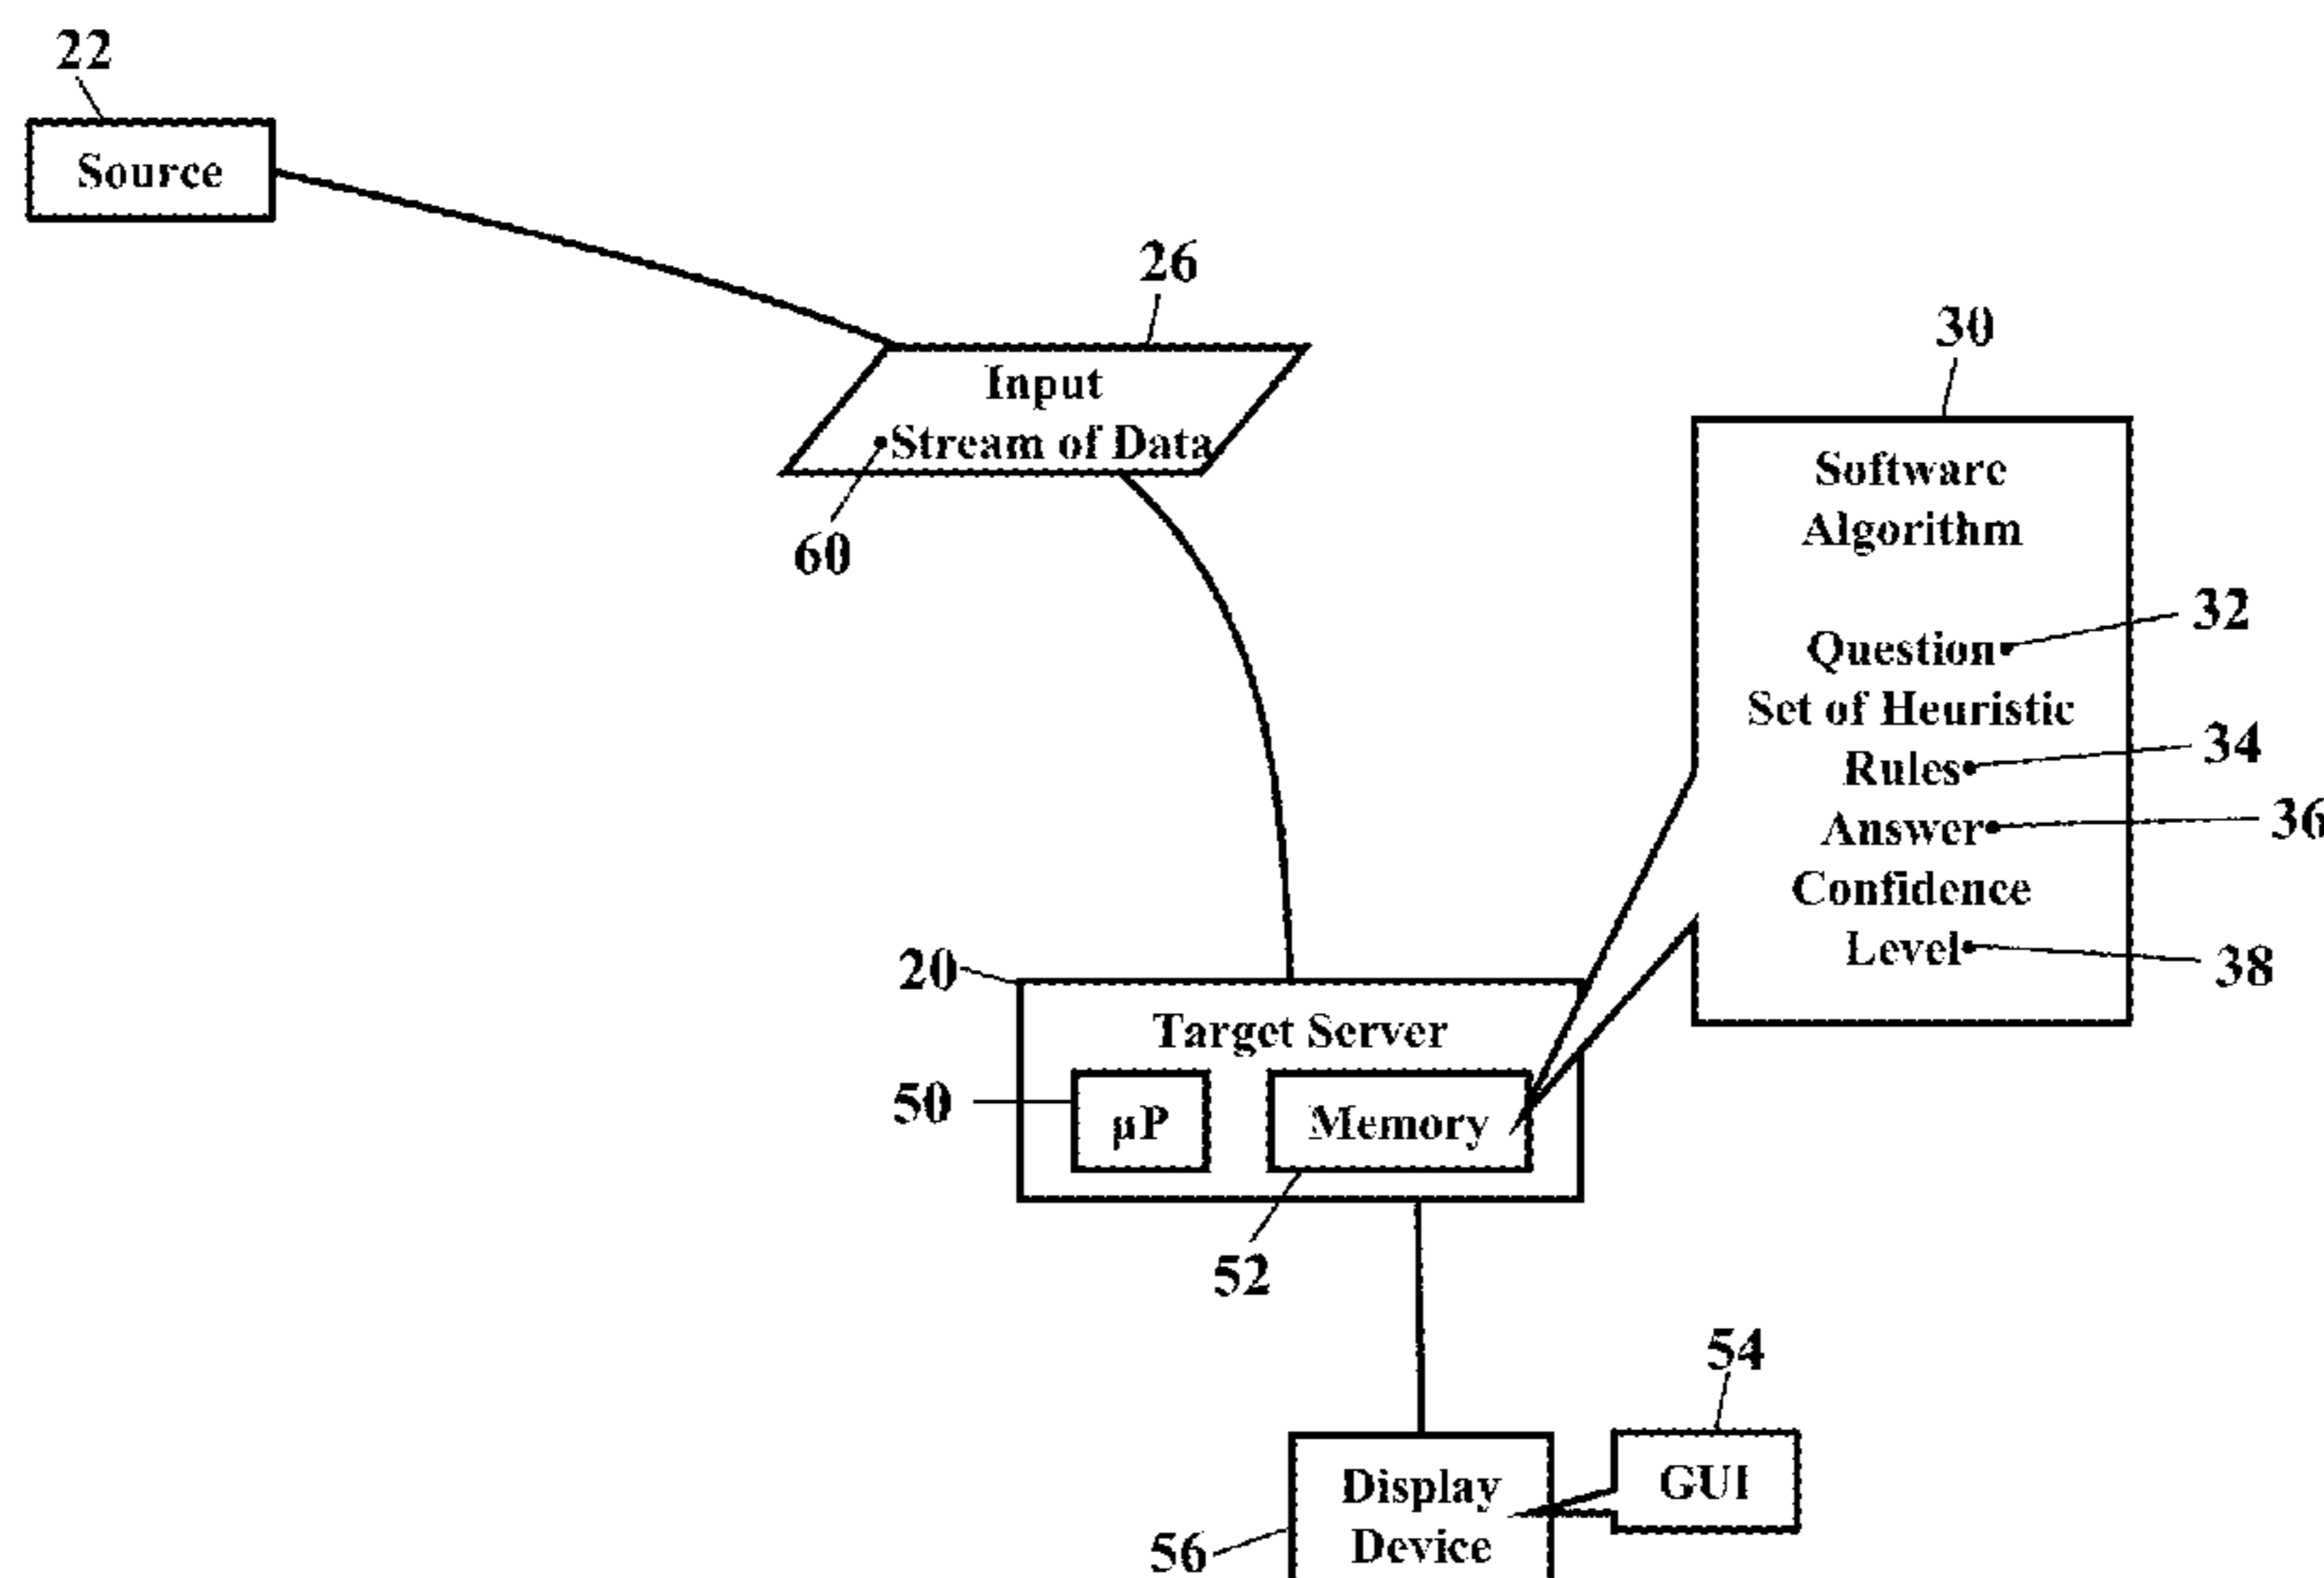 22
Source
26
Input
Stream of Data
60
30
Software
Algorithm
Question
32
Set of Heuristic
Rules
34
Answer
36
Confidence
Level
38
20
Target Server
50
µP
Memory
52
54
GUI
Display
Device
56